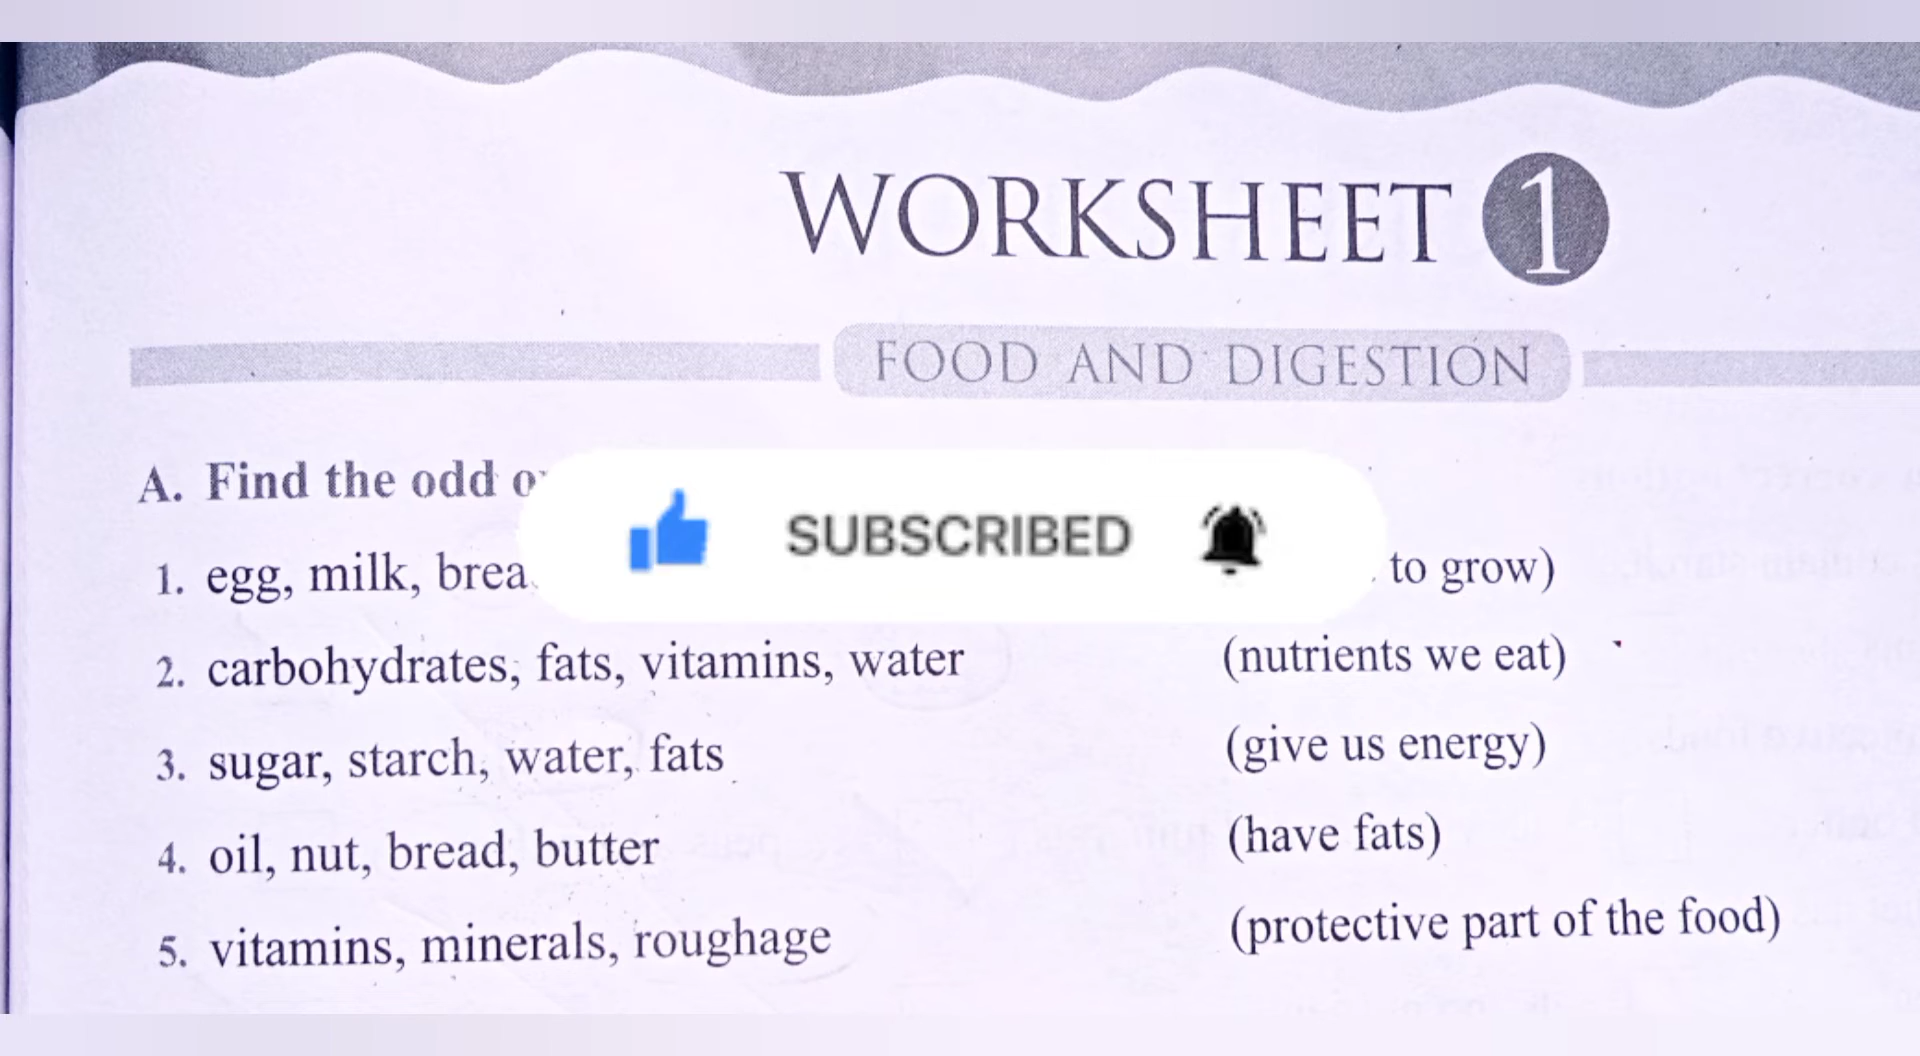 WORKSHEET 1
FOOD AND DIGESTION
A. Find the odd
SUBSCRIBED
1. egg, milk, to grow)
2. carbohydrates, fats, vitamins, water (nutrients we eat)
3. sugar, starch, water, fats (give us energy)
4. oil, nut, bread, butter (have fats)
5. vitamins, minerals, roughage (protective part of the food)